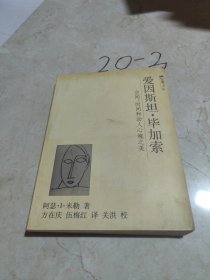 20-2
爱因斯坦·毕加索
空间、时间和动人心魄之美
阿瑟·I·米勒 著
方在庆 伍梅红 译 关洪 校